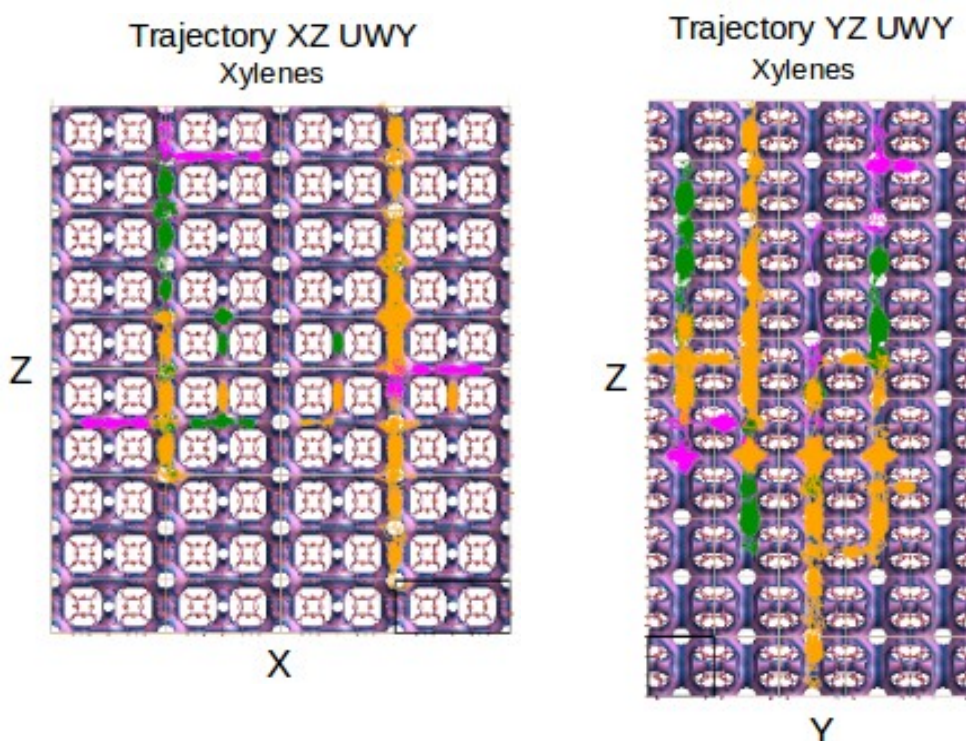 Trajectory XZ UWY
Xylenes
Z
X
Trajectory YZ UWY
Xylenes
Z
Y